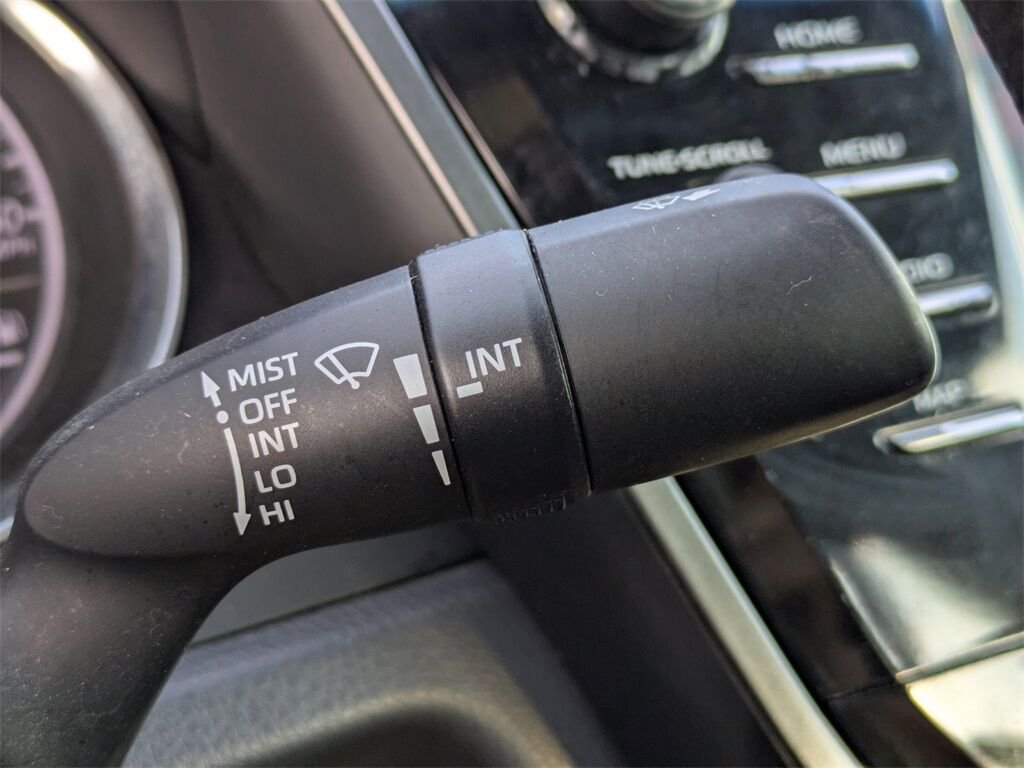 HOME
TUNE·SCROLL
MENU
MIST
OFF
INT
LO
HI
INT